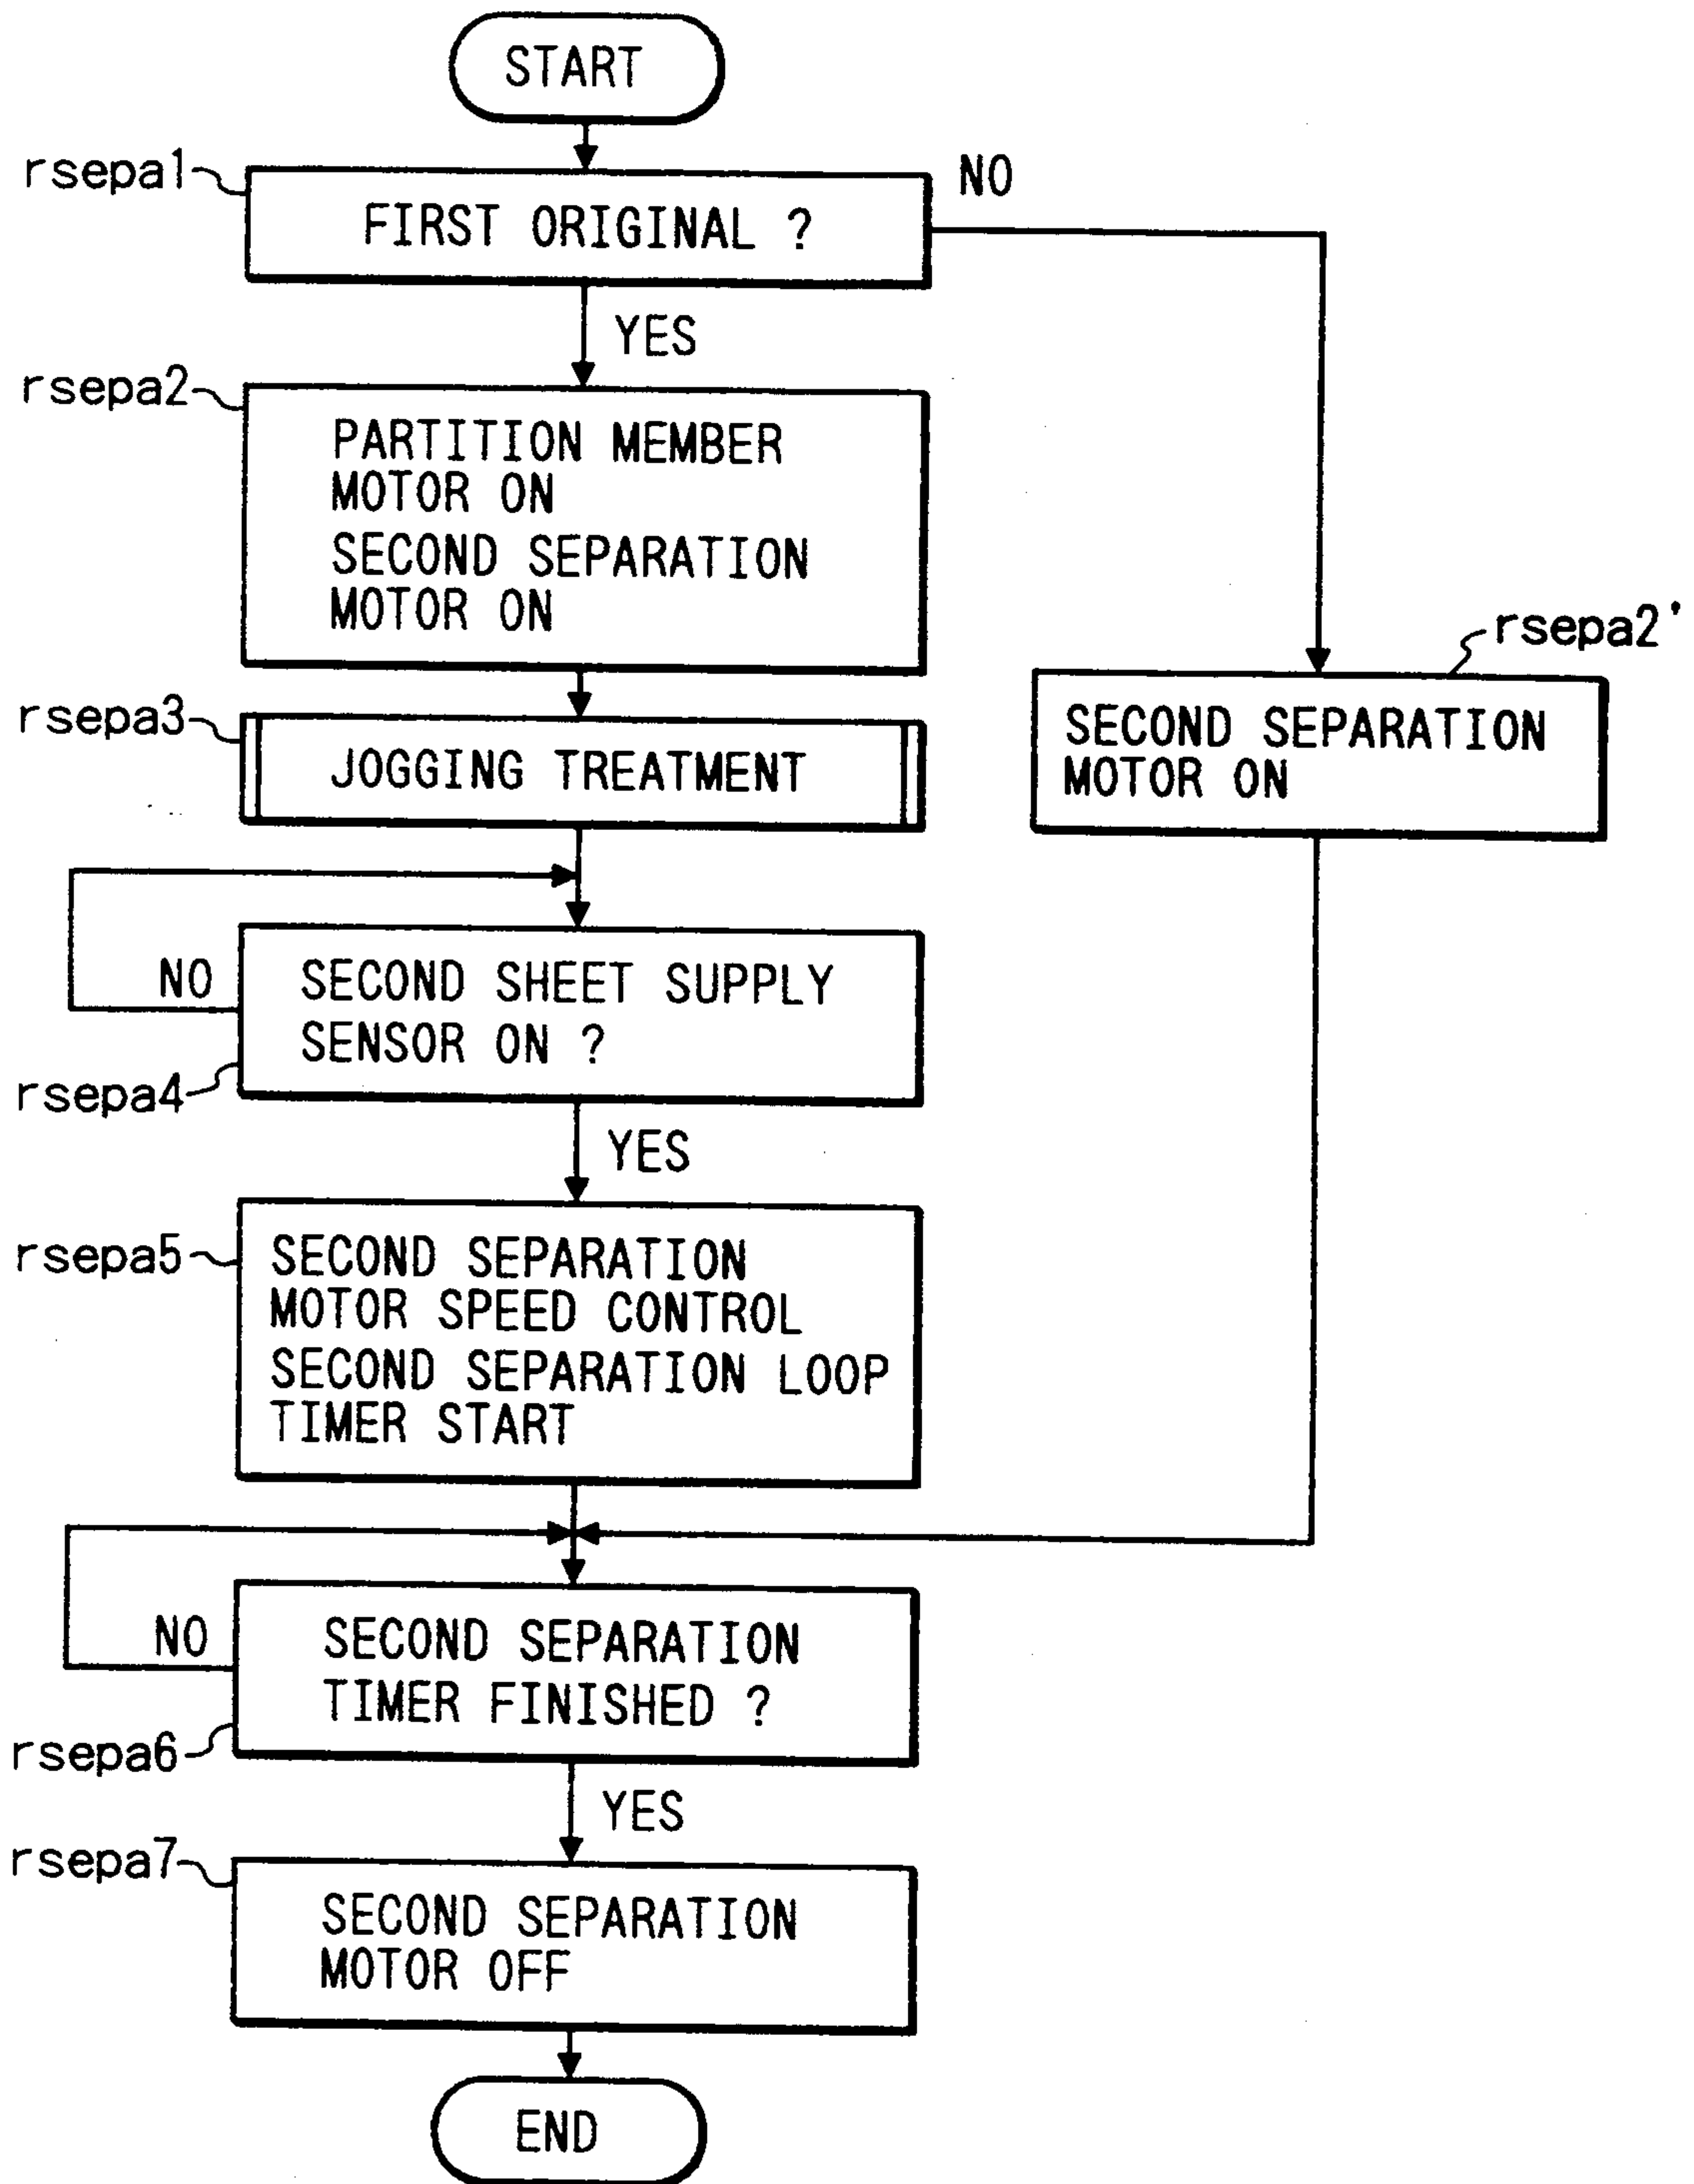 START
rsepa1
NO
FIRST ORIGINAL ?
YES
rsepa2
PARTITION MEMBER
MOTOR ON
SECOND SEPARATION
MOTOR ON
rsepa2'
SECOND SEPARATION
MOTOR ON
rsepa3
JOGGING TREATMENT
NO
SECOND SHEET SUPPLY
SENSOR ON ?
rsepa4
YES
rsepa5
SECOND SEPARATION
MOTOR SPEED CONTROL
SECOND SEPARATION LOOP
TIMER START
NO
SECOND SEPARATION
TIMER FINISHED ?
rsepa6
YES
rsepa7
SECOND SEPARATION
MOTOR OFF
END